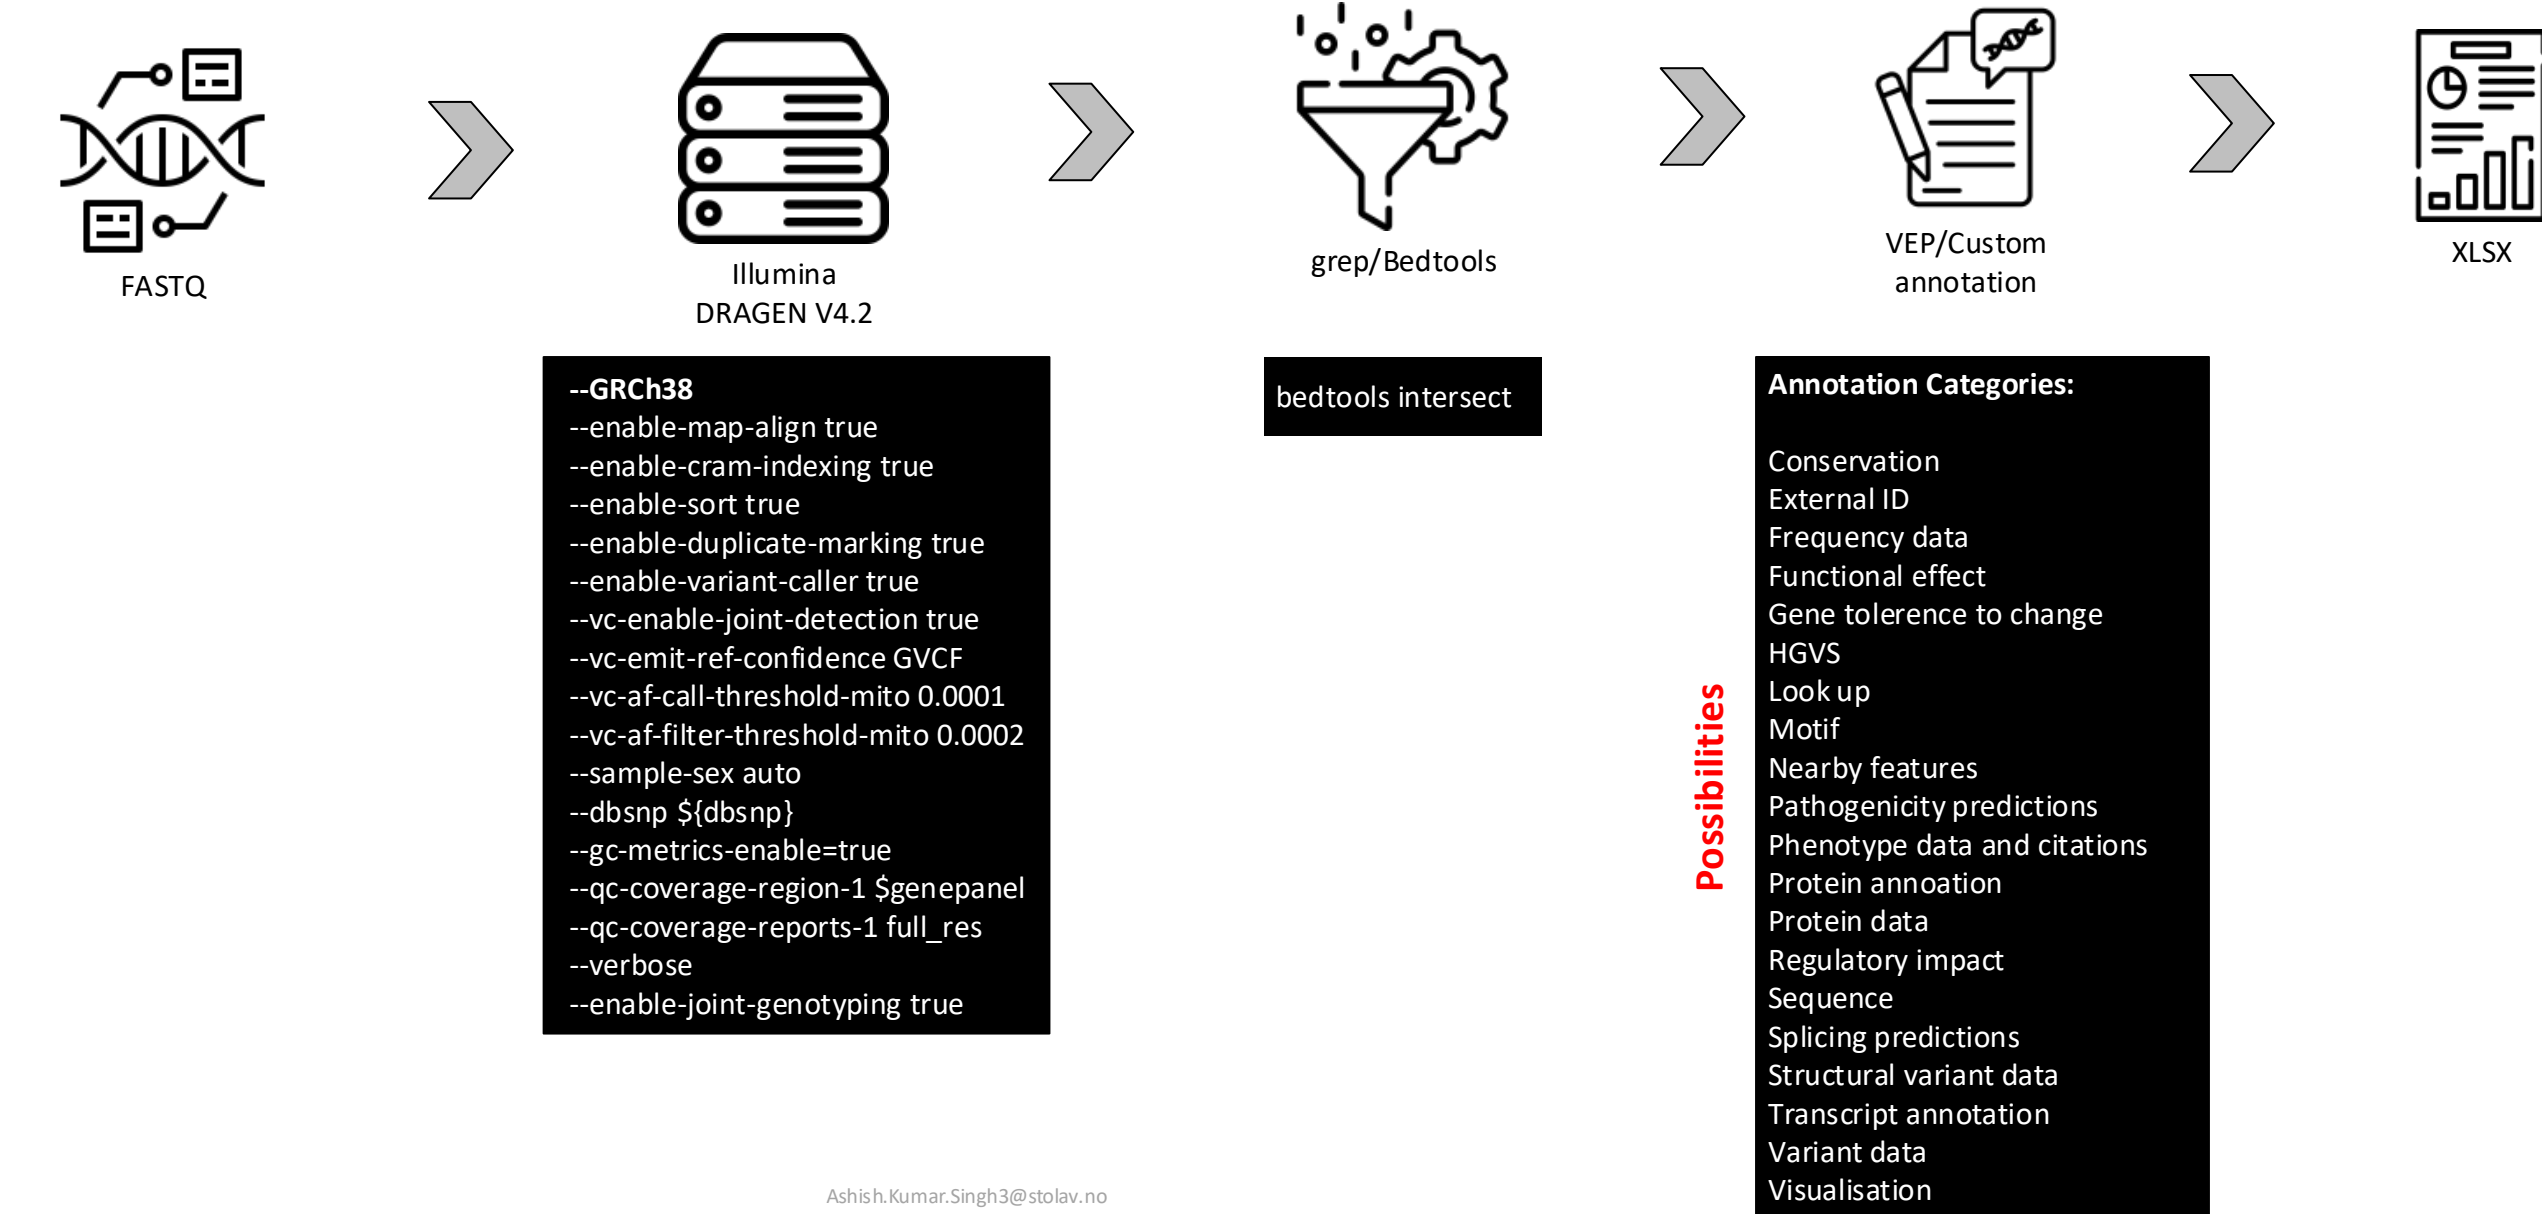 FASTQ
Illumina
DRAGEN V4.2
grep/Bedtools
VEP/Custom
annotation
XLSX
--GRCh38
--enable-map-align true
--enable-cram-indexing true
--enable-sort true
--enable-duplicate-marking true
--enable-variant-caller true
--vc-enable-joint-detection true
--vc-emit-ref-confidence GVCF
--vc-af-call-threshold-mito 0.0001
--vc-af-filter-threshold-mito 0.0002
--sample-sex auto
--dbsnp ${dbsnp}
--gc-metrics-enable=true
--qc-coverage-region-1 $genepanel
--qc-coverage-reports-1 full_res
--verbose
--enable-joint-genotyping true
bedtools intersect
Possibilities
Annotation Categories:
Conservation
External ID
Frequency data
Functional effect
Gene tolerence to change
HGVS
Look up
Motif
Nearby features
Pathogenicity predictions
Phenotype data and citations
Protein annoation
Protein data
Regulatory impact
Sequence
Splicing predictions
Structural variant data
Transcript annotation
Variant data
Visualisation
Ashish.Kumar.Singh3@stolav.no